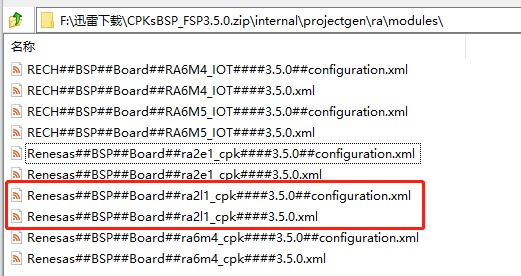 F:\迅雷下载\CPKsBSP_FSP3.5.0.zip\internal\projectgen\ra\modules\
名称
RECH##BSP##Board##RA6M4_IOT####3.5.0##configuration.xml
RECH##BSP##Board##RA6M4_IOT####3.5.0.xml
RECH##BSP##Board##RA6M5_IOT####3.5.0##configuration.xml
RECH##BSP##Board##RA6M5_IOT####3.5.0.xml
Renesas##BSP##Board##ra2e1_cpk####3.5.0##configuration.xml
Renesas##BSP##Board##ra2e1_cpk####3.5.0.xml
Renesas##BSP##Board##ra2l1_cpk####3.5.0##configuration.xml
Renesas##BSP##Board##ra2l1_cpk####3.5.0.xml
Renesas##BSP##Board##ra6m4_cpk####3.5.0##configuration.xml
Renesas##BSP##Board##ra6m4_cpk####3.5.0.xml